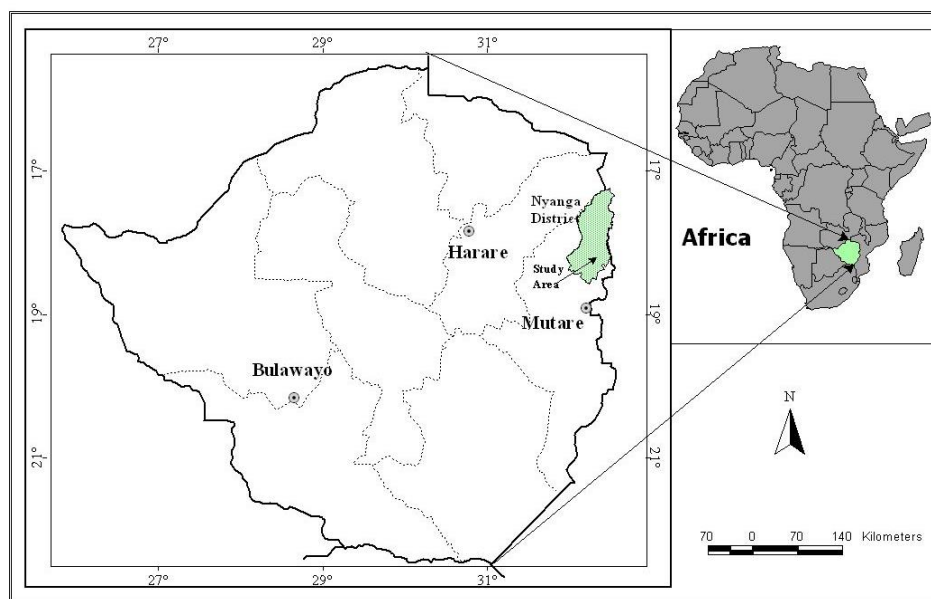 27° 29° 31°
17° 17°
Nyanga
District
Harare
Africa
Study
Area
19° 19°
Mutare
Bulawayo
N
21° 21°
70 0 70 140 Kilometers
27° 29° 31°